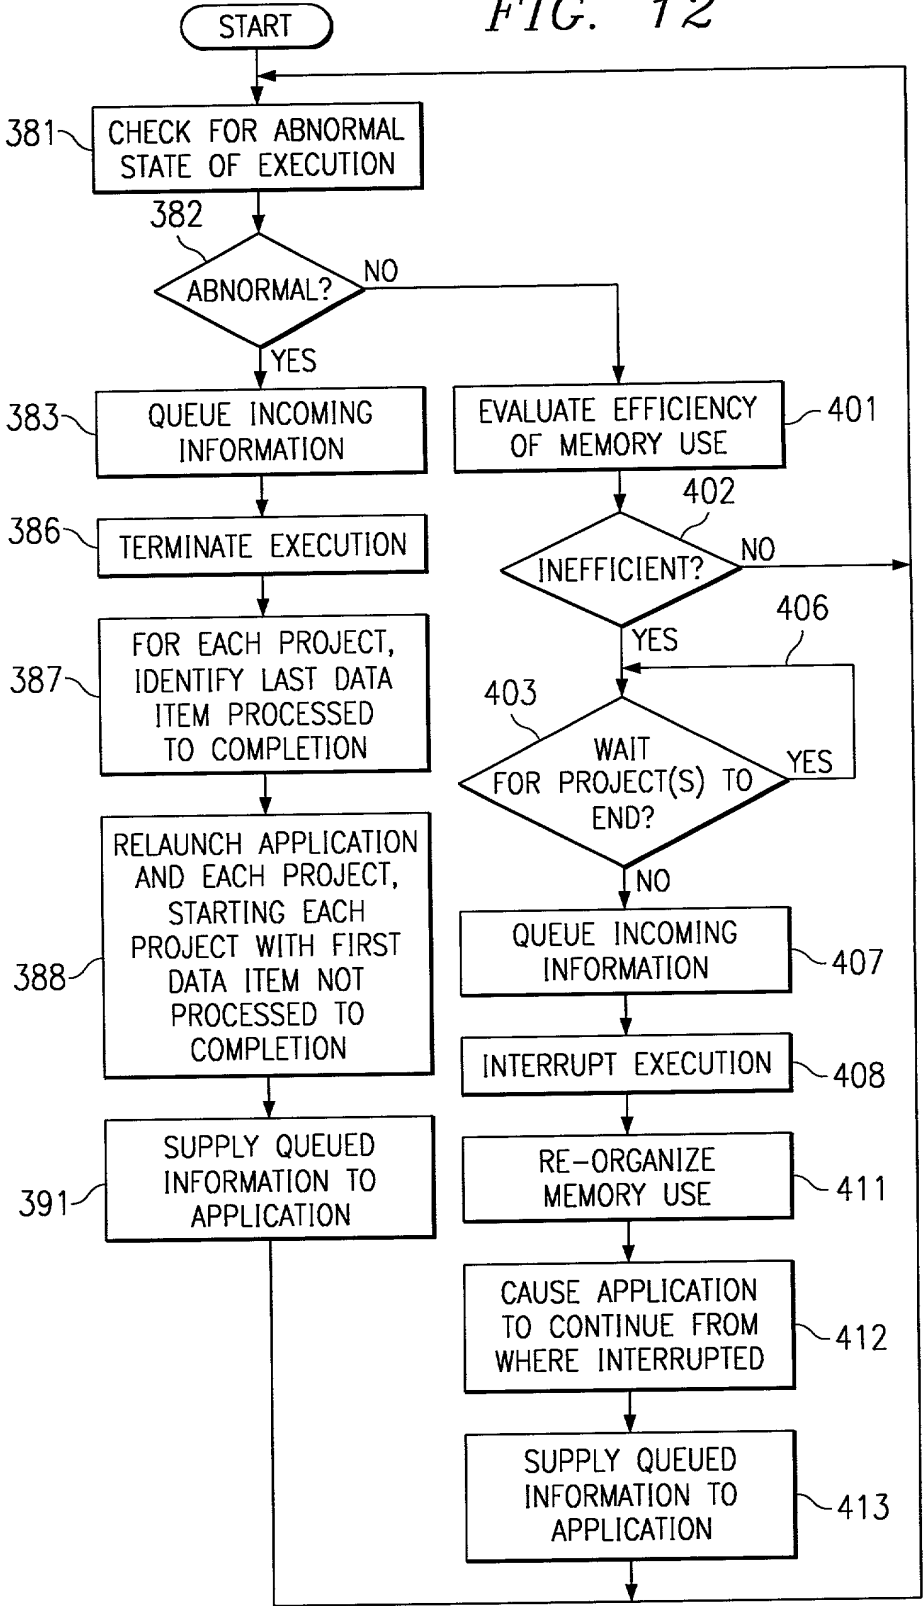 FIG. 12
START
381
CHECK FOR ABNORMAL
STATE OF EXECUTION
382
ABNORMAL?
NO
YES
383
QUEUE INCOMING
INFORMATION
386
TERMINATE EXECUTION
387
FOR EACH PROJECT,
IDENTIFY LAST DATA
ITEM PROCESSED
TO COMPLETION
388
RELAUNCH APPLICATION
AND EACH PROJECT,
STARTING EACH
PROJECT WITH FIRST
DATA ITEM NOT
PROCESSED TO
COMPLETION
391
SUPPLY QUEUED
INFORMATION TO
APPLICATION
EVALUATE EFFICIENCY
OF MEMORY USE
401
402
INEFFICIENT?
NO
YES
406
403
WAIT
FOR PROJECT(S) TO
END?
YES
NO
QUEUE INCOMING
INFORMATION
407
INTERRUPT EXECUTION
408
RE-ORGANIZE
MEMORY USE
411
CAUSE APPLICATION
TO CONTINUE FROM
WHERE INTERRUPTED
412
SUPPLY QUEUED
INFORMATION TO
APPLICATION
413